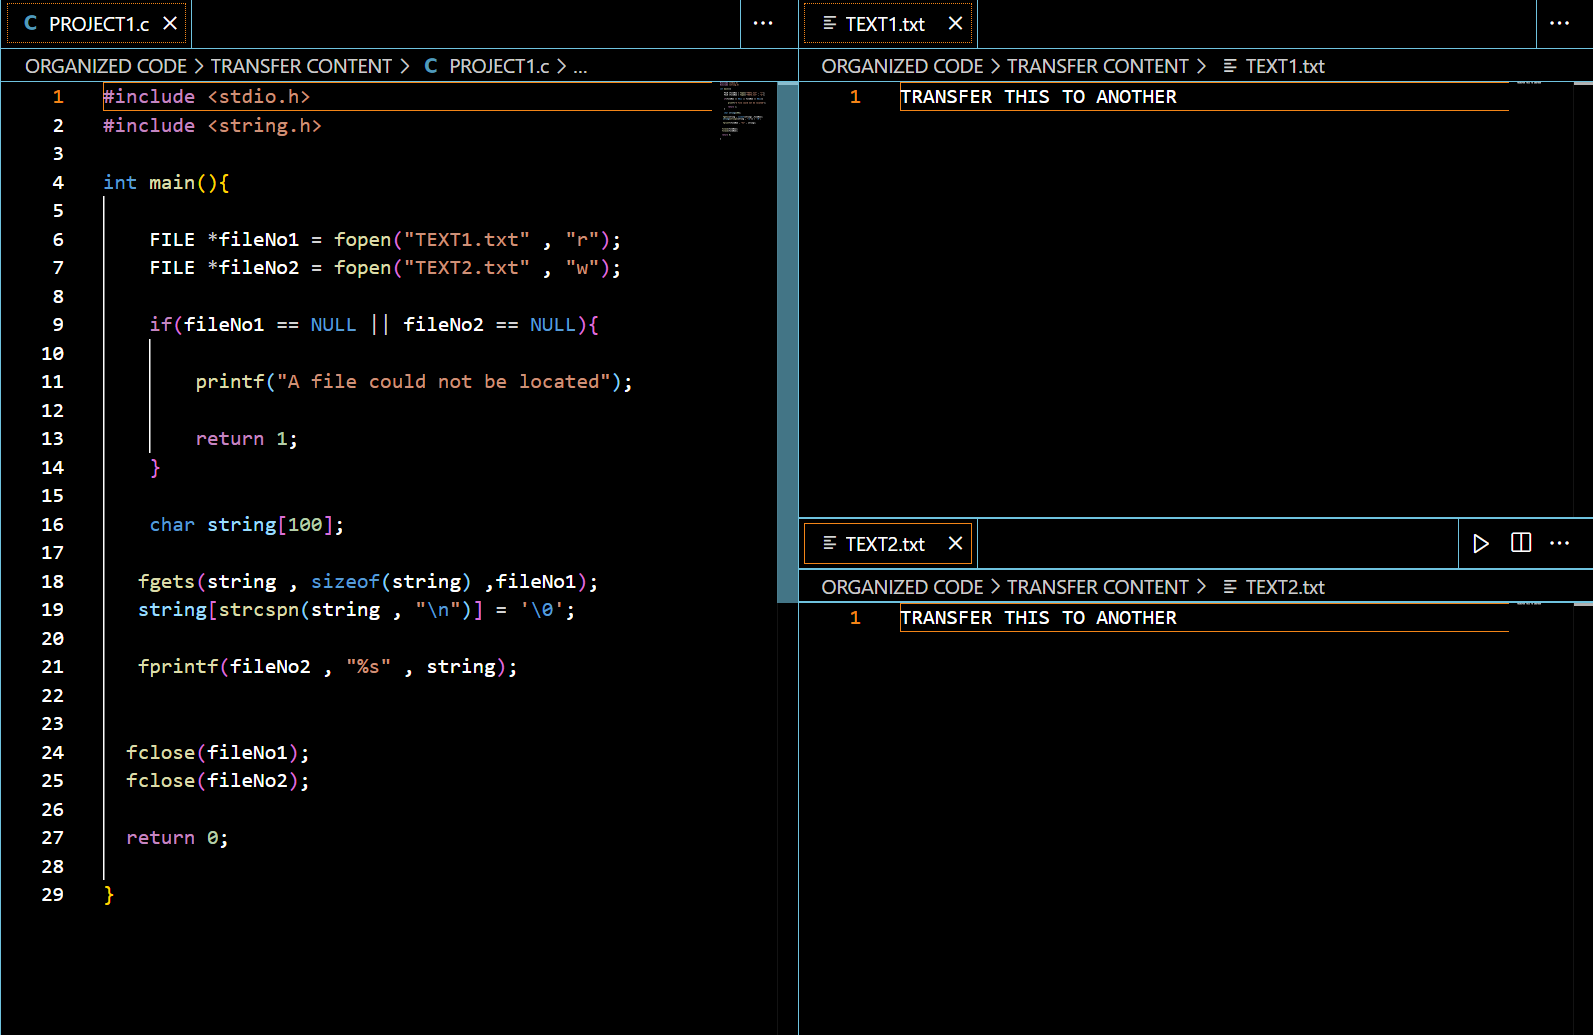 C PROJECT1.c ×
ORGANIZED CODE > TRANSFER CONTENT > C PROJECT1.c > ...
1 #include <stdio.h>
2 #include <string.h>
3
4 int main(){
5
6 FILE *fileNo1 = fopen("TEXT1.txt" , "r");
7 FILE *fileNo2 = fopen("TEXT2.txt" , "w");
8
9 if(fileNo1 == NULL || fileNo2 == NULL){
10
11 printf("A file could not be located");
12
13 return 1;
14 }
15
16 char string[100];
17
18 fgets(string , sizeof(string) ,fileNo1);
19 string[strcspn(string , "\n")] = '\0';
20
21 fprintf(fileNo2 , "%s" , string);
22
23
24 fclose(fileNo1);
25 fclose(fileNo2);
26
27 return 0;
28
29 }
TEXT1.txt ×
ORGANIZED CODE > TRANSFER CONTENT > TEXT1.txt
1 TRANSFER THIS TO ANOTHER
TEXT2.txt ×
ORGANIZED CODE > TRANSFER CONTENT > TEXT2.txt
1 TRANSFER THIS TO ANOTHER